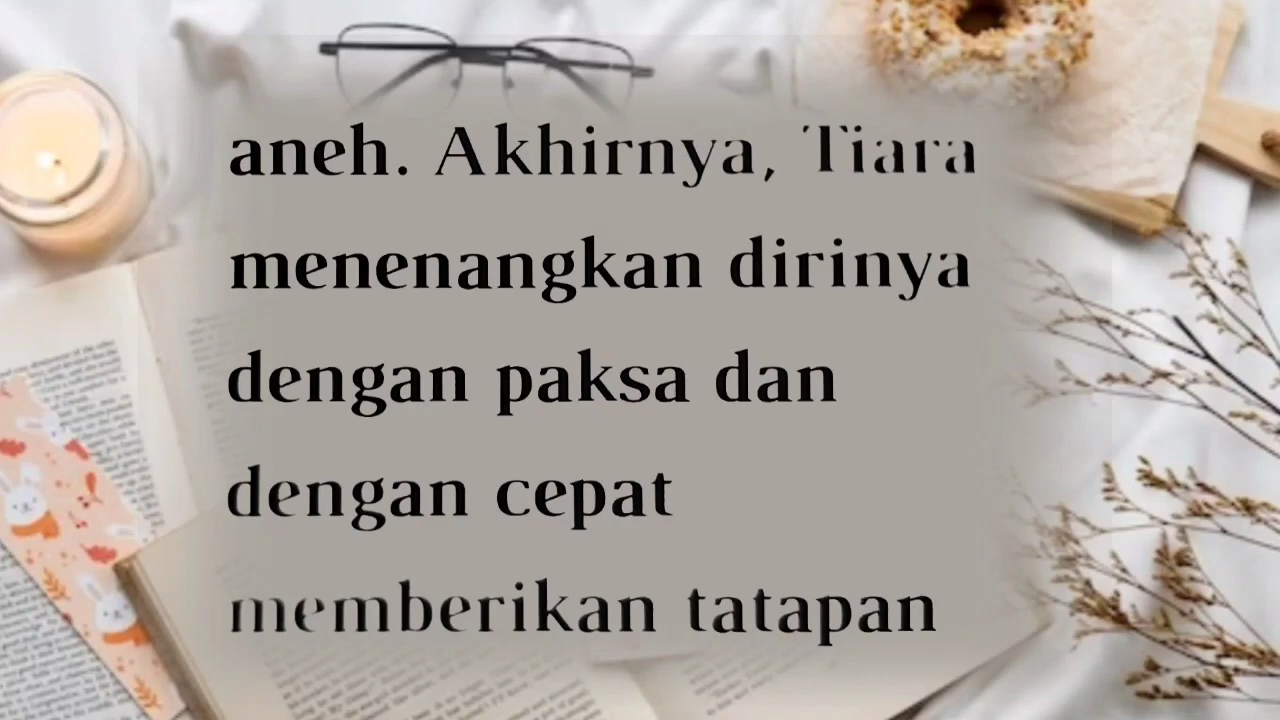 aneh. Akhirnya, Tiara
menenangkan dirinya
dengan paksa dan
dengan cepat
memberikan tatapan